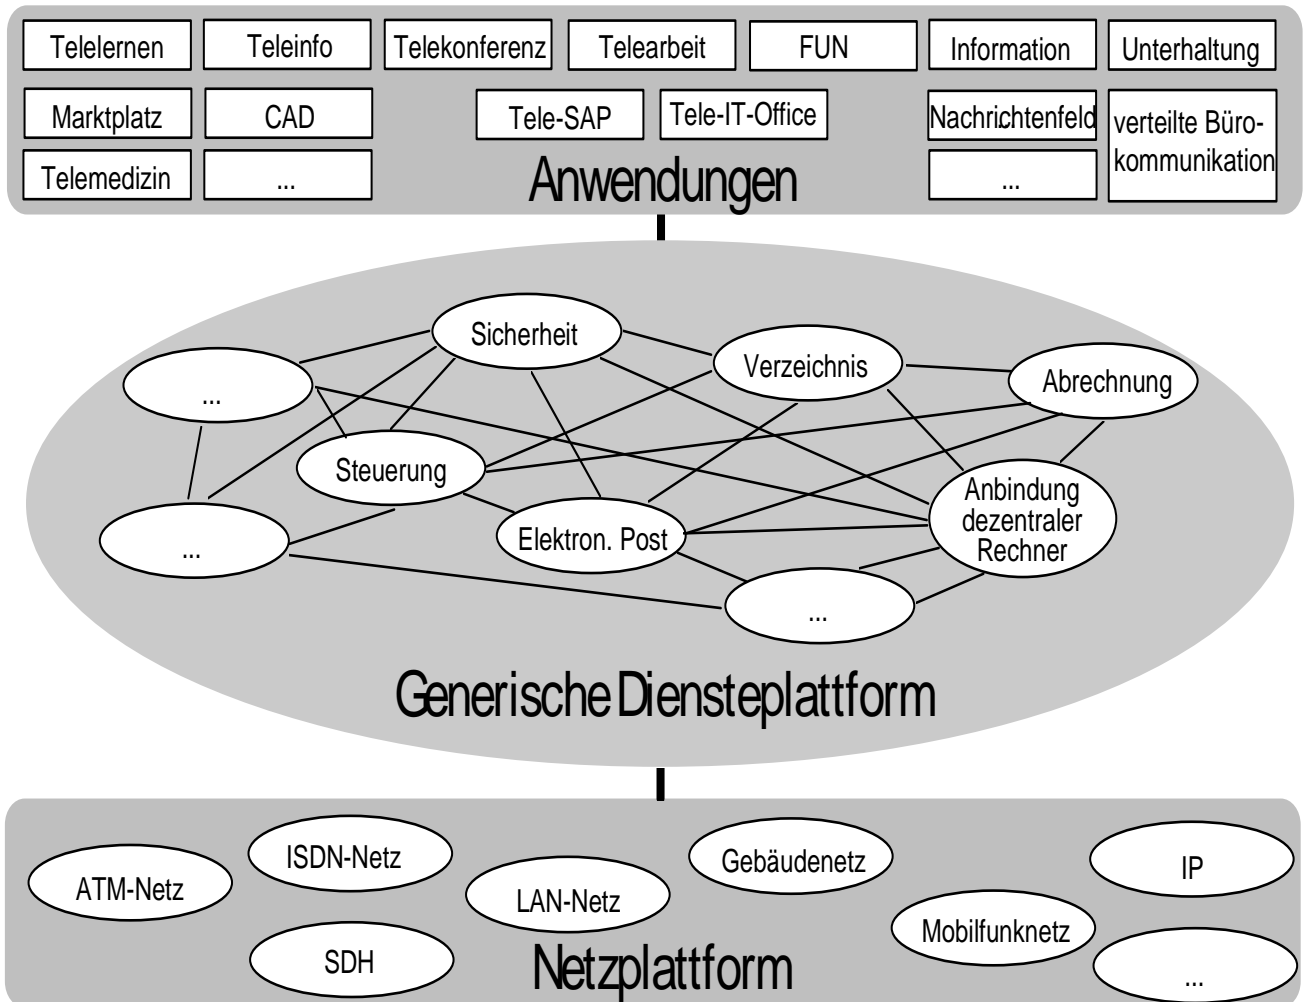 Telelernen
Teleinfo
Telekonferenz
Telearbeit
FUN
Information
Unterhaltung
Marktplatz
CAD
Tele-SAP
Tele-IT-Office
Nachrichtenfeld
verteilte Büro-
kommunikation
Telemedizin
...
...
Anwendungen
Sicherheit
Verzeichnis
Abrechnung
...
Steuerung
Anbindung
dezentraler
Rechner
...
Elektron. Post
...
Generische Diensteplattform
ISDN-Netz
Gebäudenetz
IP
ATM-Netz
LAN-Netz
Mobilfunknetz
SDH
Netzplattform
...